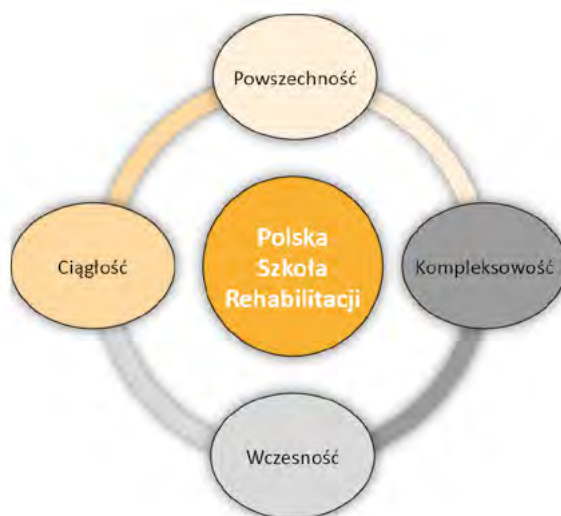 Powszechność
Ciągłość
Polska
Szkoła
Rehabilitacji
Kompleksowość
Wczesność